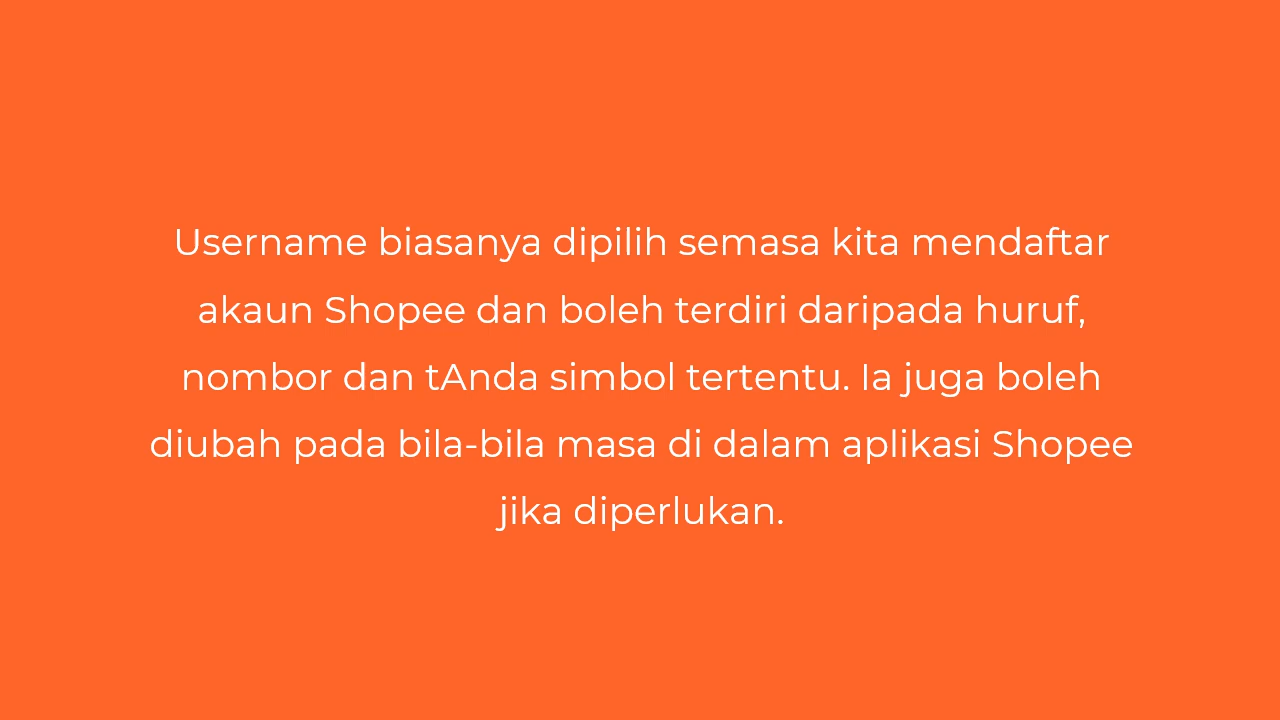 Username biasanya dipilih semasa kita mendaftar
akaun Shopee dan boleh terdiri daripada huruf,
nombor dan tAnda simbol tertentu. Ia juga boleh
diubah pada bila-bila masa di dalam aplikasi Shopee
jika diperlukan.